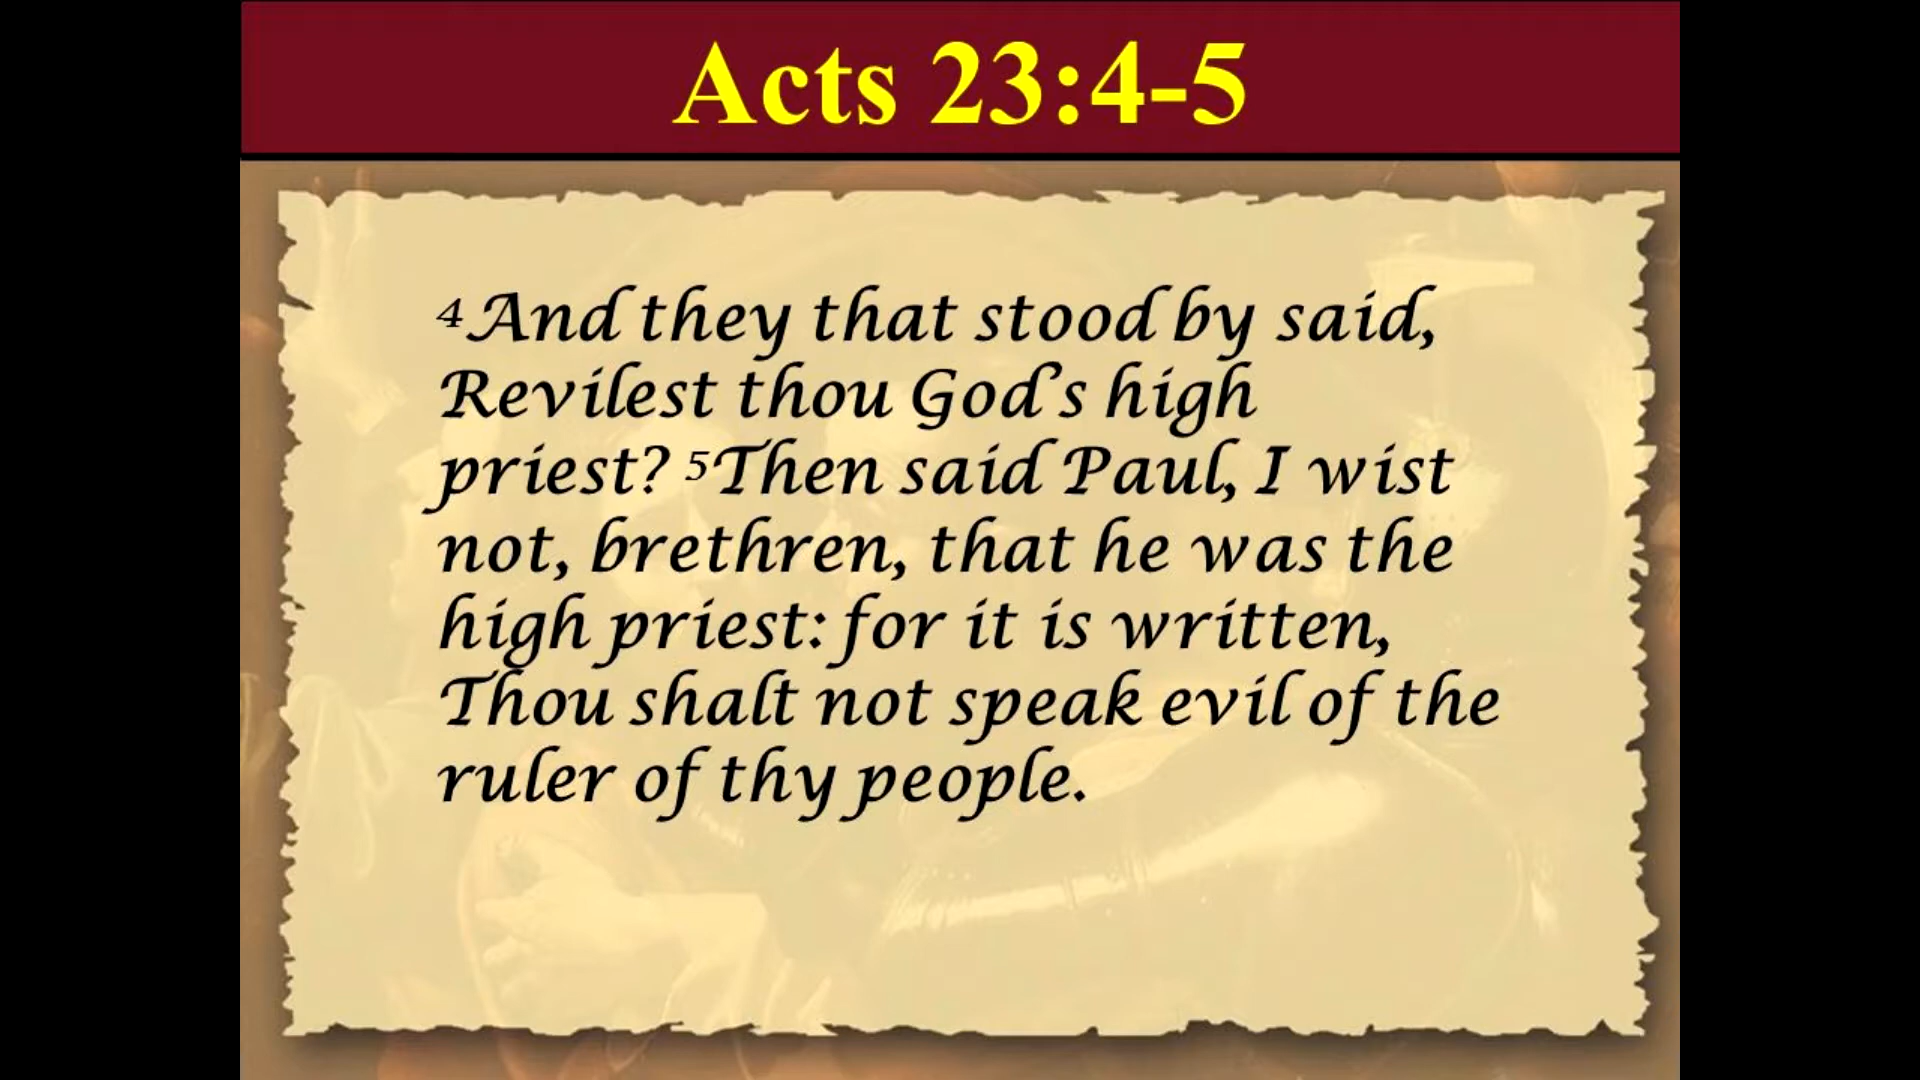 Acts 23:4-5
⁴And they that stood by said,
Revilest thou God’s high
priest? ⁵Then said Paul, I wist
not, brethren, that he was the
high priest: for it is written,
Thou shalt not speak evil of the
ruler of thy people.